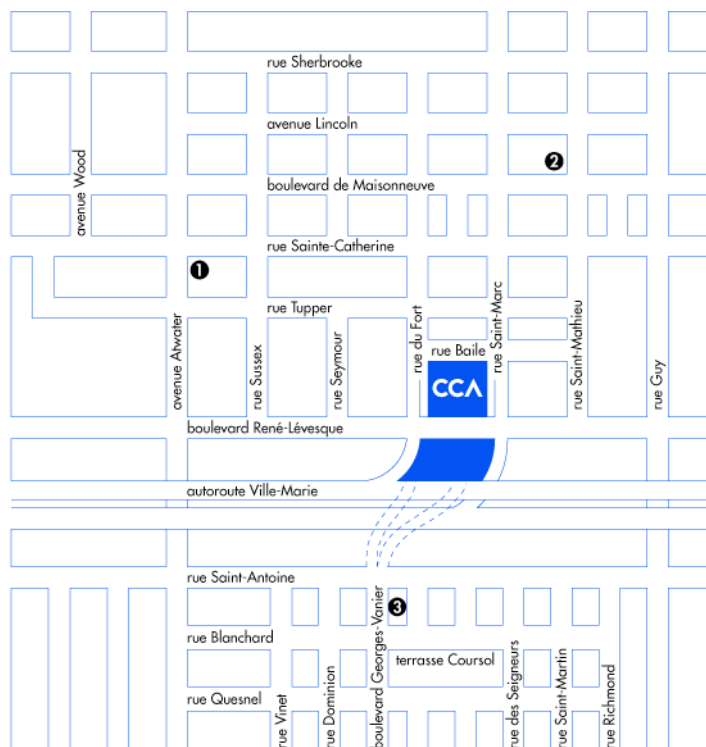 rue Sherbrooke
avenue Lincoln
avenue Wood
2
boulevard de Maisonneuve
rue Sainte-Catherine
1
rue Tupper
avenue Atwater
rue Sussex
rue Seymour
rue du Fort
rue Saint-Marc
rue Baile
rue Saint-Mathieu
rue Guy
CCA
boulevard René-Lévesque
autoroute Ville-Marie
rue Saint-Antoine
3
rue Blanchard
boulevard Georges-Vanier
terrasse Coursol
rue Quesnel
rue Vinet
rue Dominion
rue des Seigneurs
rue Saint-Martin
rue Richmond